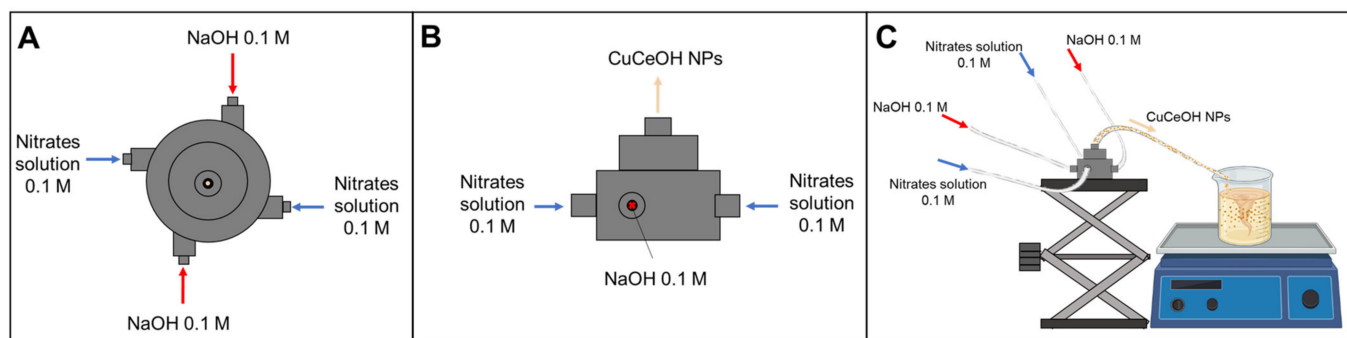 A
NaOH 0.1 M
Nitrates
solution
0.1 M
Nitrates
solution
0.1 M
NaOH 0.1 M
B
CuCeOH NPs
Nitrates
solution
0.1 M
Nitrates
solution
0.1 M
NaOH 0.1 M
C
Nitrates solution
0.1 M
NaOH 0.1 M
NaOH 0.1 M
CuCeOH NPs
Nitrates solution
0.1 M